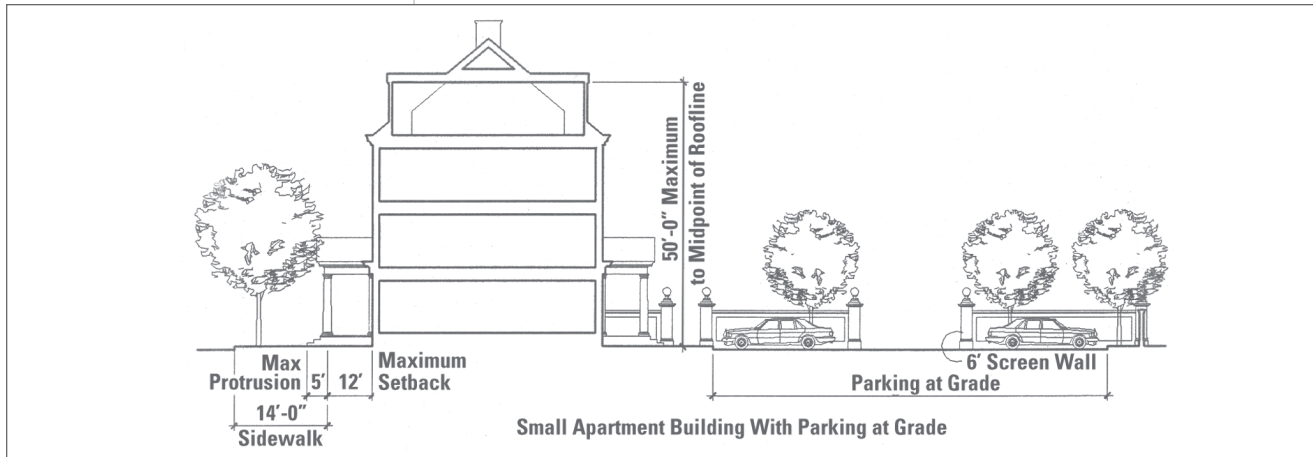 50'-0" Maximum
to Midpoint of Roofline
Max
Protrusion
5'
12'
Maximum
Setback
14'-0"
Sidewalk
6' Screen Wall
Parking at Grade
Small Apartment Building With Parking at Grade